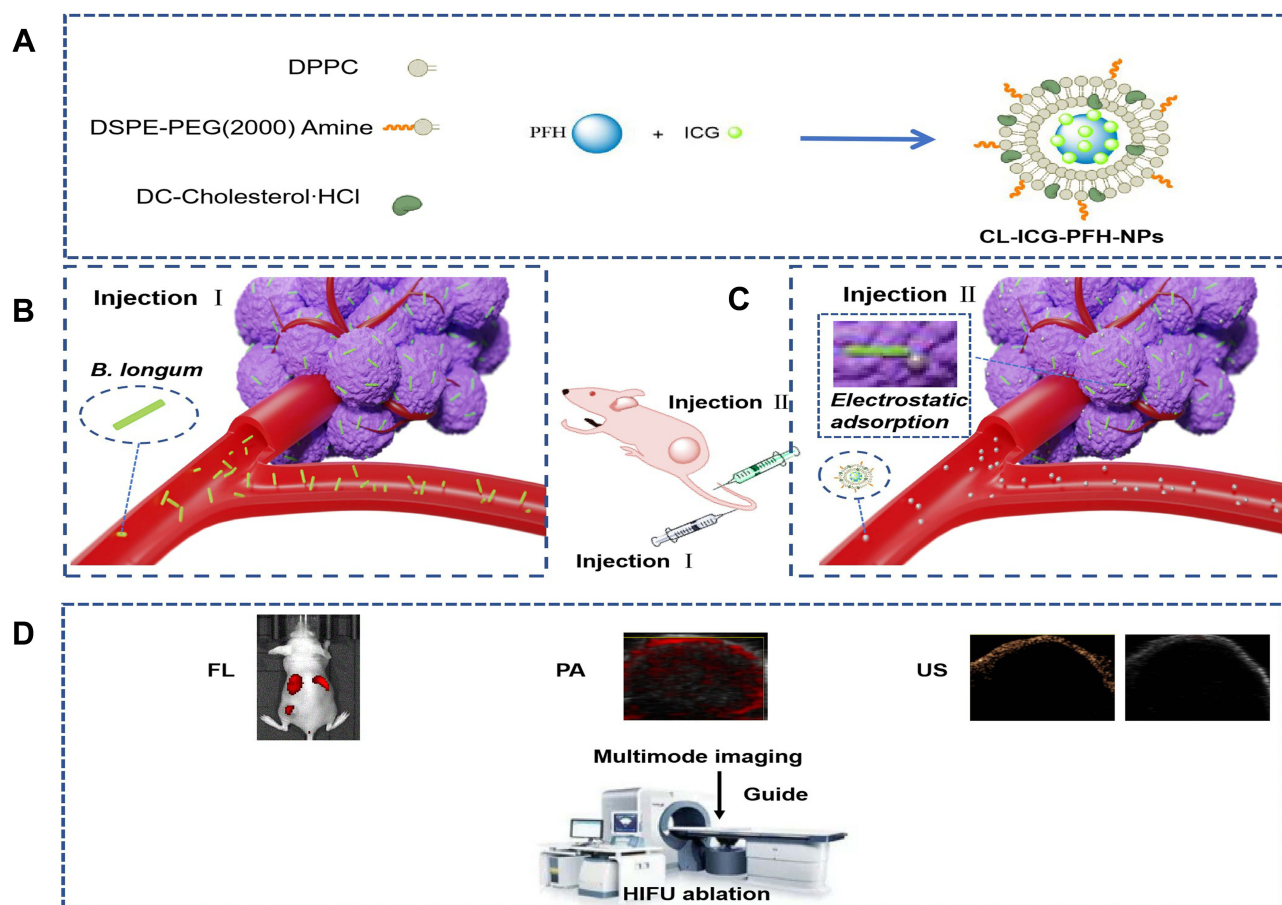 A
DPPC
DSPE-PEG(2000) Amine
PFH + ICG
DC-Cholesterol·HCl
CL-ICG-PFH-NPs
B
Injection I
B. longum
Injection II
Injection I
C
Injection II
Electrostatic
adsorption
D
FL
PA
US
Multimode imaging
Guide
HIFU ablation